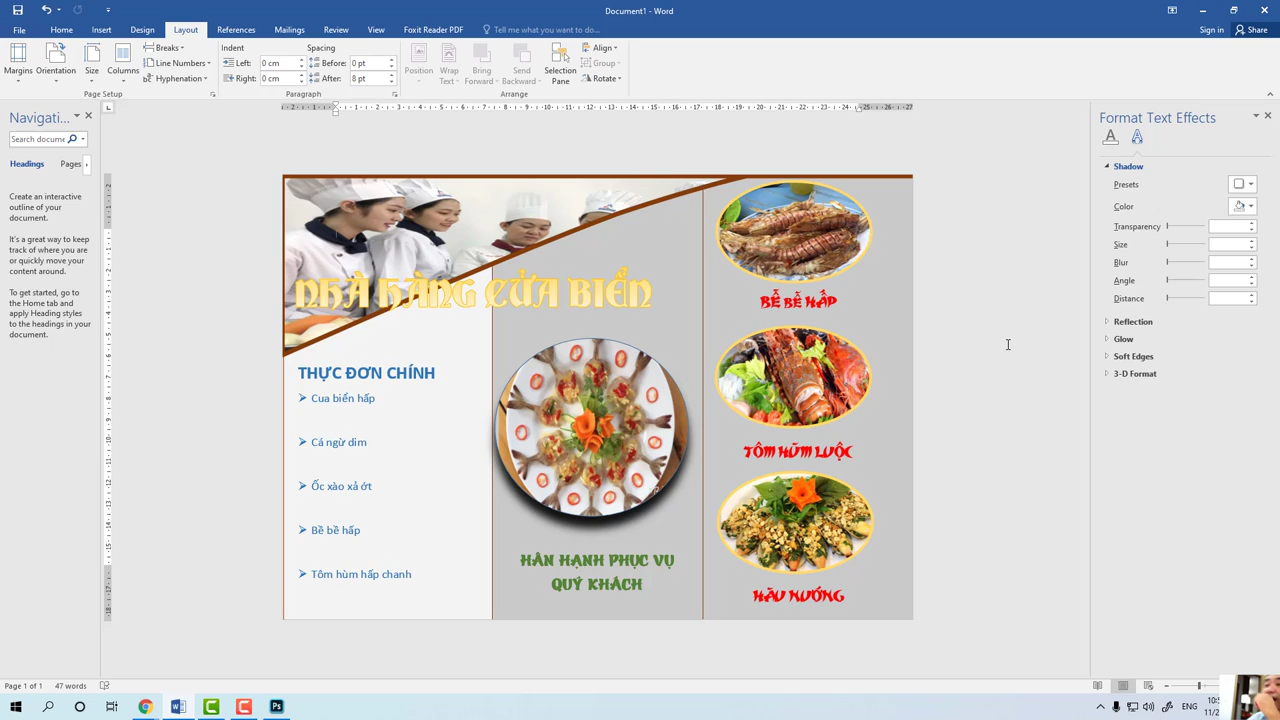 Document1 - Word
File Home Insert Design Layout References Mailings Review View Foxit Reader PDF Tell me what you want to do... Sign in Share
Margins Orientation Size Columns Breaks Line Numbers Hyphenation
Page Setup
Indent Spacing
Left: 0 cm Before: 0 pt
Right: 0 cm After: 8 pt
Paragraph
Position Wrap Text Bring Forward Send Backward Selection Pane Align Group Rotate
Arrange
Navigati...
Search docume
Headings Pages
Create an interactive
outline of your
document.
It's a great way to keep
track of where you are
or quickly move your
content around.
To get started, go to
the Home tab and
apply Heading styles
to the headings in your
document.
NHÀ HÀNG CỬA BIỂN
THỰC ĐƠN CHÍNH
Cua biển hấp
Cá ngừ dim
Ốc xào xả ớt
Bề bề hấp
Tôm hùm hấp chanh
HÂN HẠNH PHỤC VỤ
QUÝ KHÁCH
BỀ BỀ HẤP
TÔM HÙM LUỘC
HÀU NƯỚNG
Format Text Effects
Shadow
Presets
Color
Transparency
Size
Blur
Angle
Distance
Reflection
Glow
Soft Edges
3-D Format
Page 1 of 1 47 words
ENG